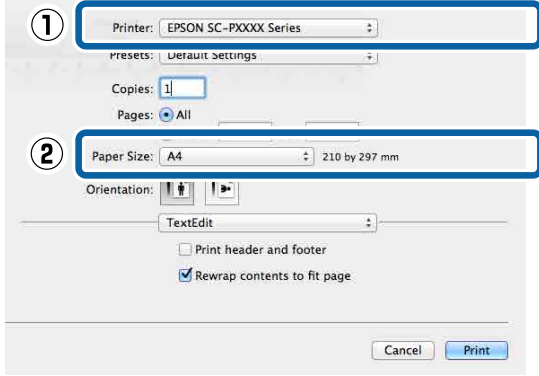 1
Printer: EPSON SC-PXXXX Series
Presets: Default Settings
Copies: 1
Pages: All
2
Paper Size: A4 210 by 297 mm
Orientation:
TextEdit
Print header and footer
Rewrap contents to fit page
Cancel Print